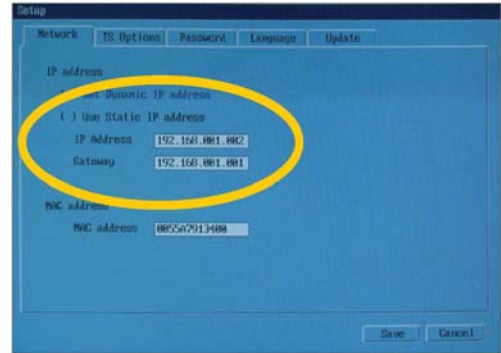 Setup
Network TS Options Password Language Update
IP address
Dynamic IP address
( ) Use Static IP address
IP Address 192.168.001.002
Gateway 192.168.001.001
MAC address
MAC address 0055A7913400
Save Cancel